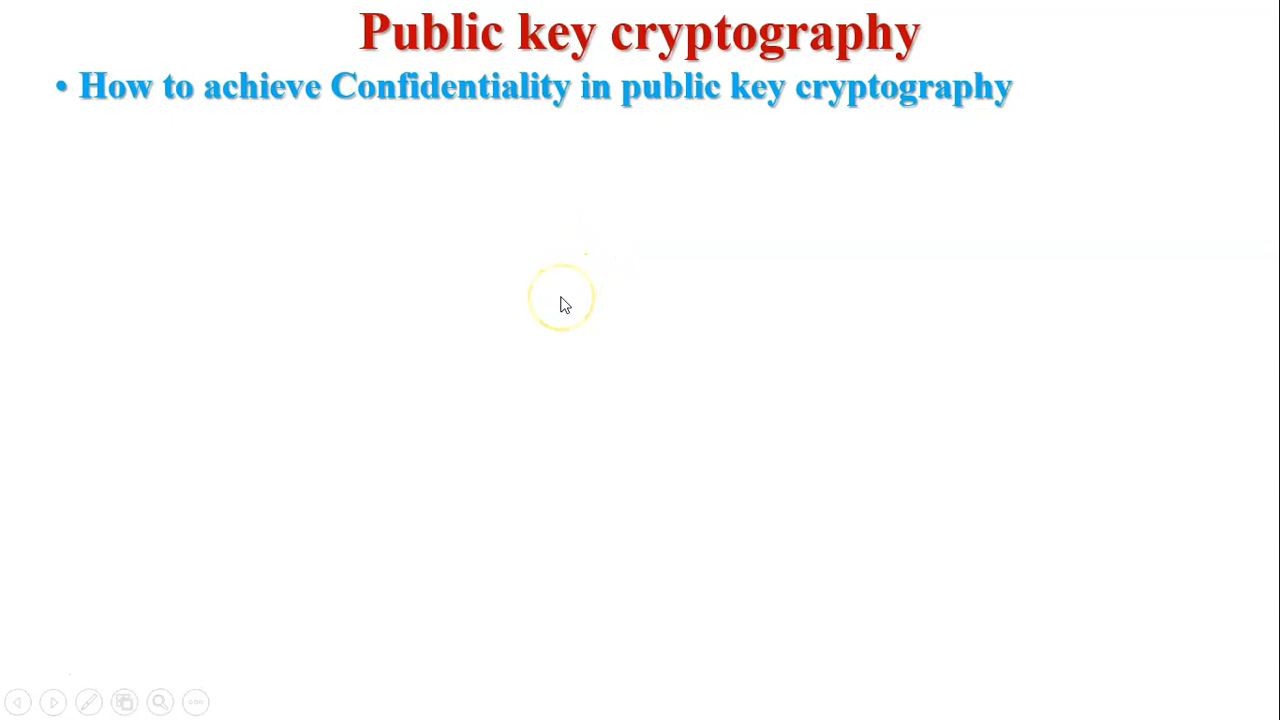 Public key cryptography
• How to achieve Confidentiality in public key cryptography